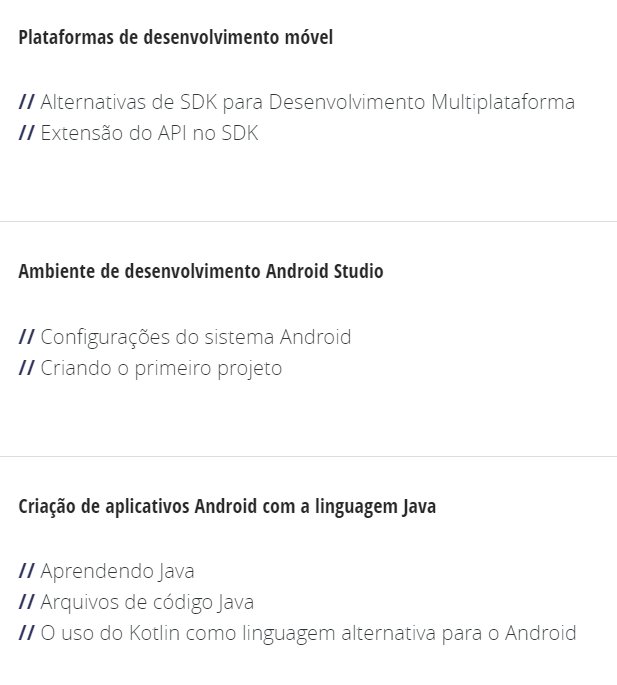 Plataformas de desenvolvimento móvel
// Alternativas de SDK para Desenvolvimento Multiplataforma
// Extensão do API no SDK
Ambiente de desenvolvimento Android Studio
// Configurações do sistema Android
// Criando o primeiro projeto
Criação de aplicativos Android com a linguagem Java
// Aprendendo Java
// Arquivos de código Java
// O uso do Kotlin como linguagem alternativa para o Android